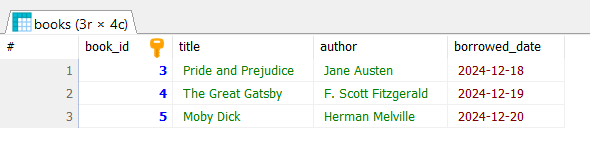 books (3r × 4c)
# book_id title author borrowed_date
1 3 Pride and Prejudice Jane Austen 2024-12-18
2 4 The Great Gatsby F. Scott Fitzgerald 2024-12-19
3 5 Moby Dick Herman Melville 2024-12-20